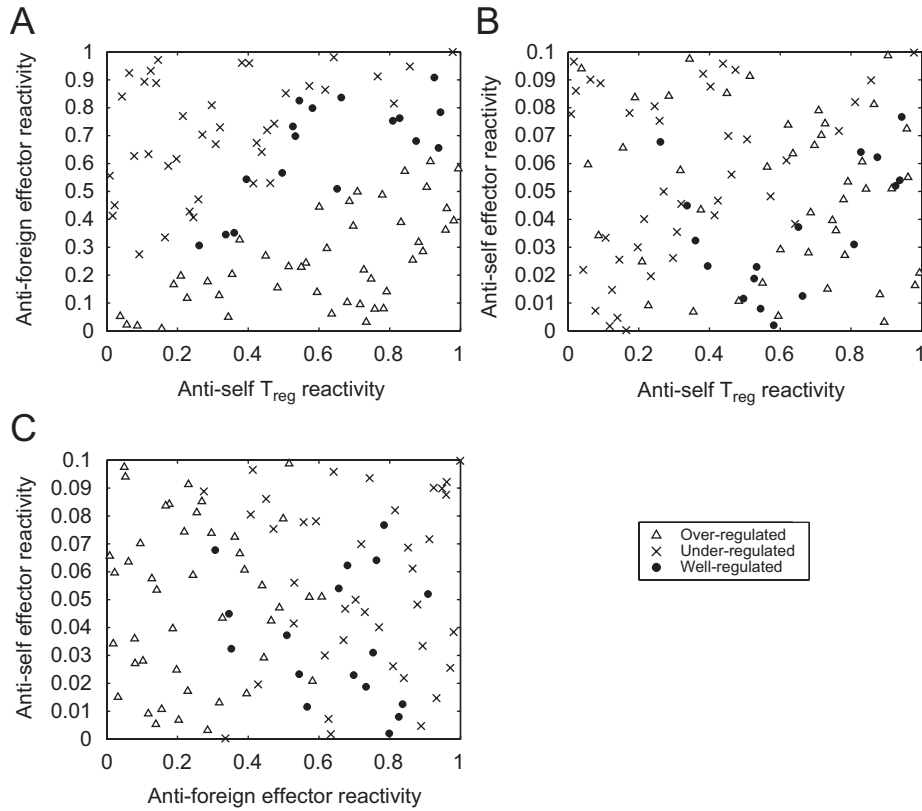 A
Anti-foreign effector reactivity
1
0.9
0.8
0.7
0.6
0.5
0.4
0.3
0.2
0.1
0
0 0.2 0.4 0.6 0.8 1
Anti-self Treg reactivity
B
Anti-self effector reactivity
0.1
0.09
0.08
0.07
0.06
0.05
0.04
0.03
0.02
0.01
0
0 0.2 0.4 0.6 0.8 1
Anti-self Treg reactivity
C
Anti-self effector reactivity
0.1
0.09
0.08
0.07
0.06
0.05
0.04
0.03
0.02
0.01
0
0 0.2 0.4 0.6 0.8 1
Anti-foreign effector reactivity
Over-regulated
Under-regulated
Well-regulated